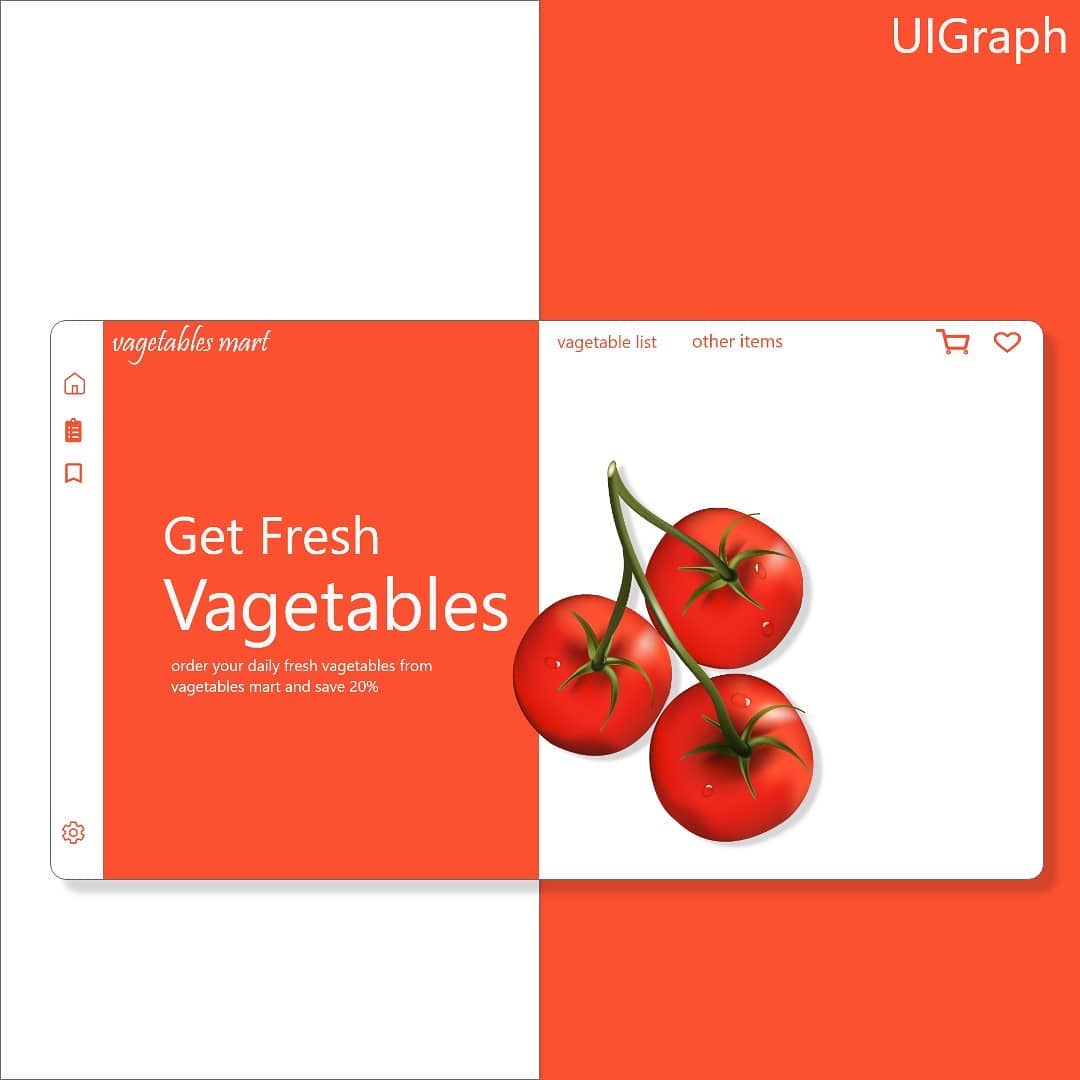 UIGraph
vagetables mart
vagetable list
other items
Get Fresh
Vagetables
order your daily fresh vagetables from
vagetables mart and save 20%